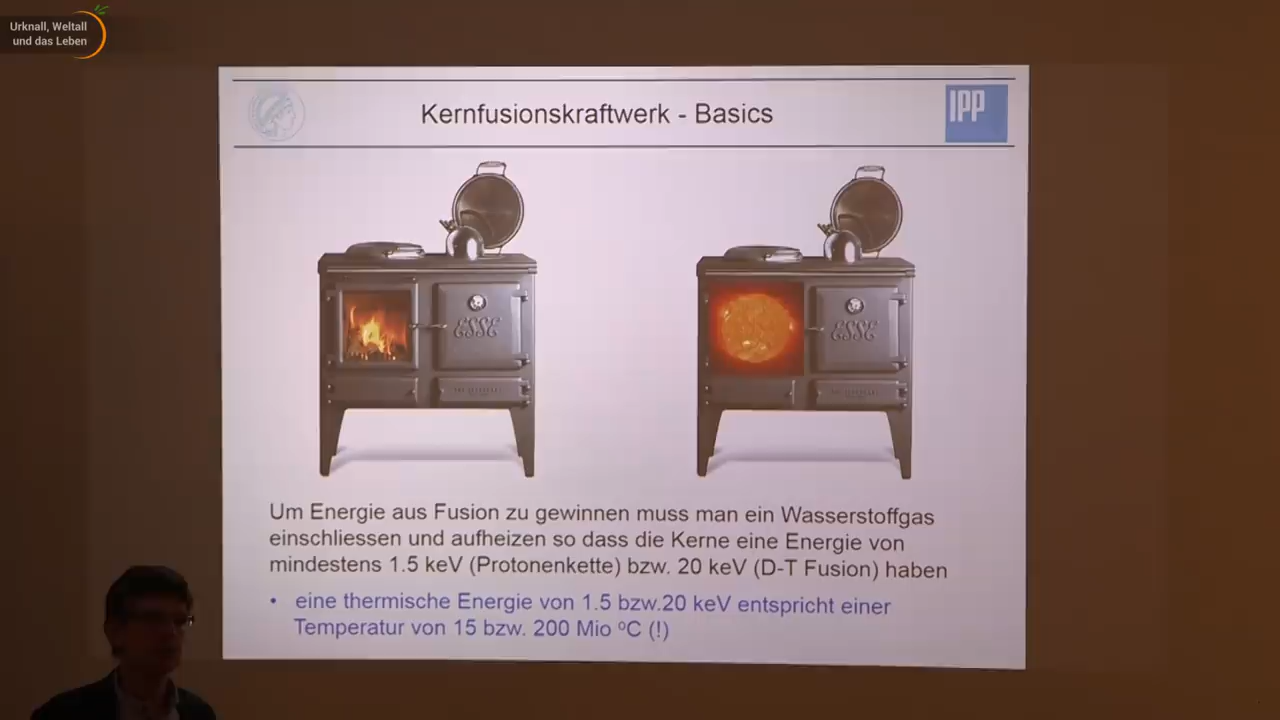 Urknall, Weltall
und das Leben
Kernfusionskraftwerk - Basics
IPP
ESSE
ESSE
Um Energie aus Fusion zu gewinnen muss man ein Wasserstoffgas
einschliessen und aufheizen so dass die Kerne eine Energie von
mindestens 1.5 keV (Protonenkette) bzw. 20 keV (D-T Fusion) haben
• eine thermische Energie von 1.5 bzw.20 keV entspricht einer
Temperatur von 15 bzw. 200 Mio ºC (!)